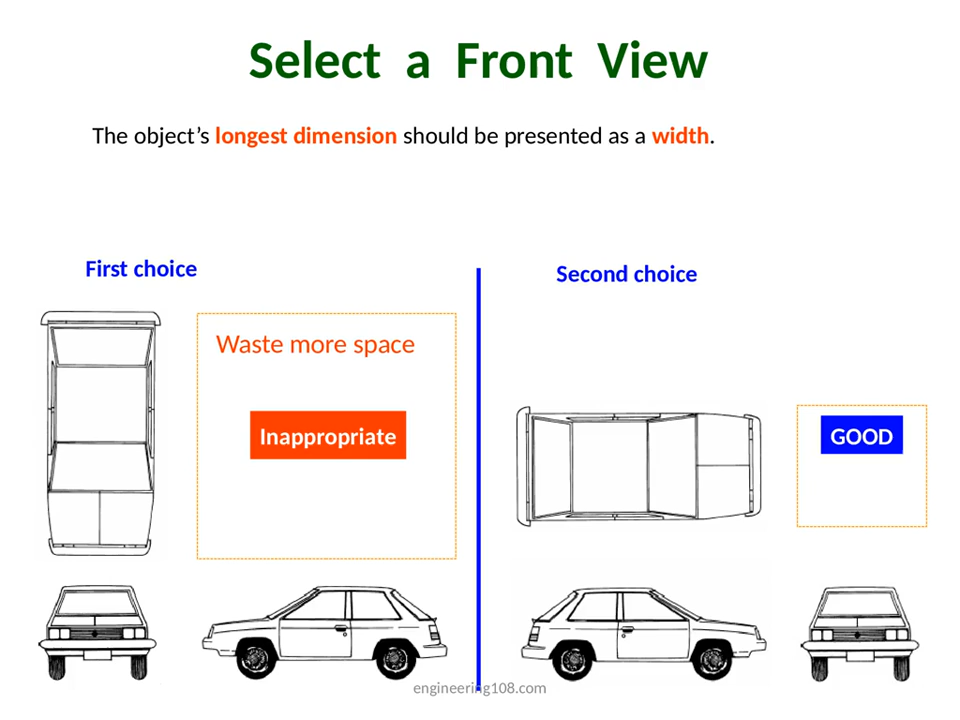 Select a Front View
The object’s longest dimension should be presented as a width.
First choice
Second choice
Waste more space
Inappropriate
GOOD
engineering108.com